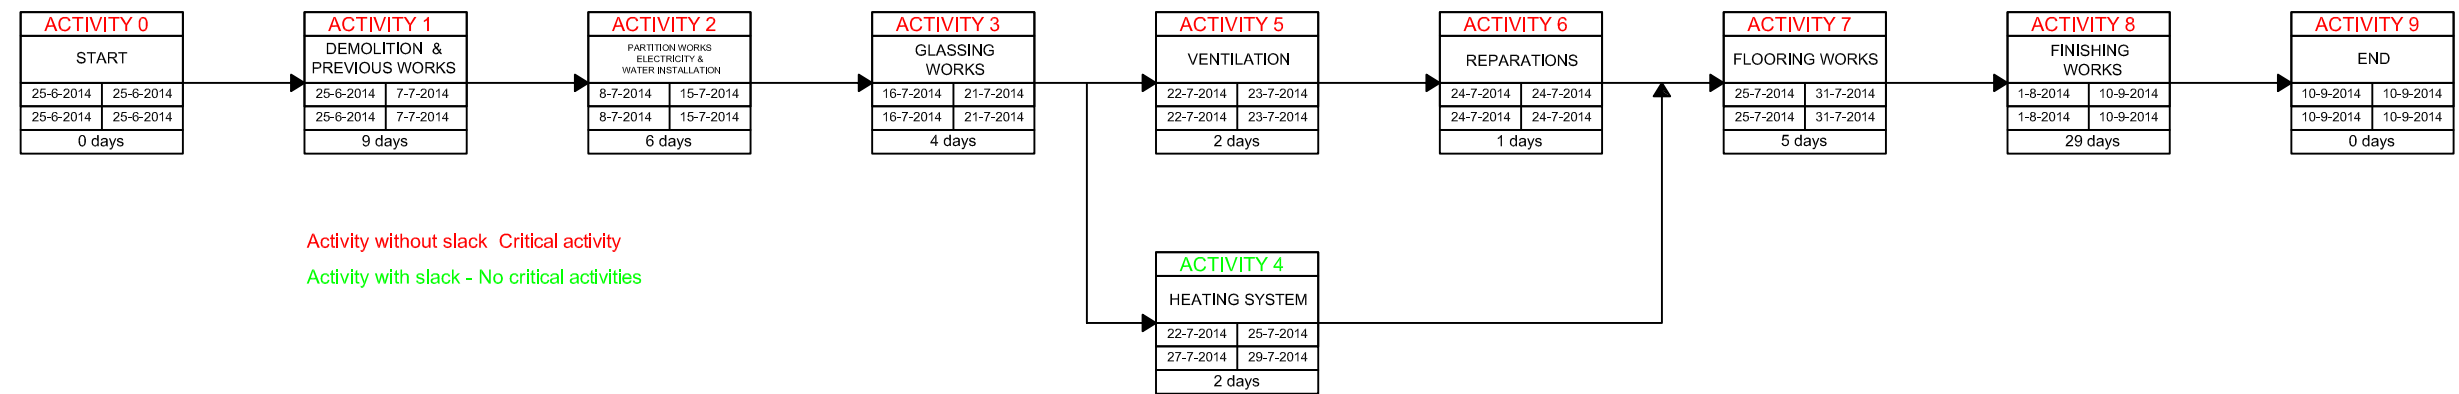 ACTIVITY 0
START
25-6-2014 25-6-2014
25-6-2014 25-6-2014
0 days
ACTIVITY 1
DEMOLITION &
PREVIOUS WORKS
25-6-2014 7-7-2014
25-6-2014 7-7-2014
9 days
ACTIVITY 2
PARTITION WORKS
ELECTRICITY &
WATER INSTALLATION
8-7-2014 15-7-2014
8-7-2014 15-7-2014
6 days
ACTIVITY 3
GLASSING
WORKS
16-7-2014 21-7-2014
16-7-2014 21-7-2014
4 days
ACTIVITY 5
VENTILATION
22-7-2014 23-7-2014
22-7-2014 23-7-2014
2 days
ACTIVITY 6
REPARATIONS
24-7-2014 24-7-2014
24-7-2014 24-7-2014
1 days
ACTIVITY 7
FLOORING WORKS
25-7-2014 31-7-2014
25-7-2014 31-7-2014
5 days
ACTIVITY 8
FINISHING
WORKS
1-8-2014 10-9-2014
1-8-2014 10-9-2014
29 days
ACTIVITY 9
END
10-9-2014 10-9-2014
10-9-2014 10-9-2014
0 days
Activity without slack Critical activity
Activity with slack - No critical activities
ACTIVITY 4
HEATING SYSTEM
22-7-2014 25-7-2014
27-7-2014 29-7-2014
2 days